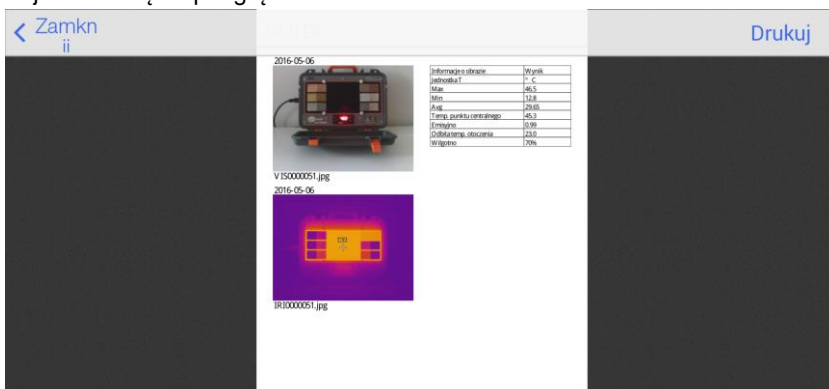 Zamkn
ii
Drukuj
2016-05-06
Informacje o obrazie Wynik
Jednostka T ° C
Max 46.5
Min 12.8
Avg 29.65
Temp. punktu centralnego 45.3
Emisyjno 0.99
Odbita temp. otoczenia 23.0
Wilgotno 70%
VIS0000051.jpg
2016-05-06
IRI0000051.jpg